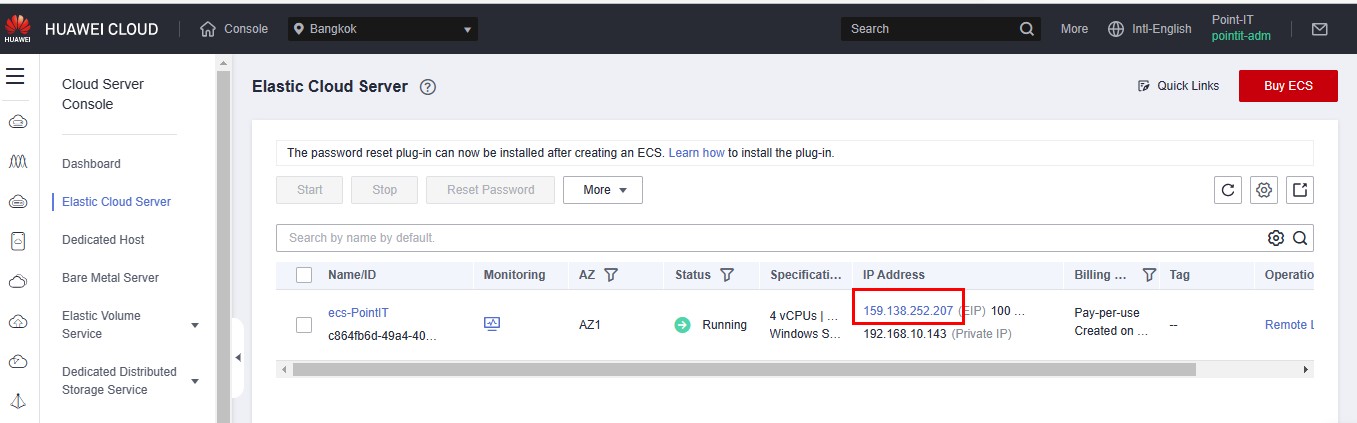 HUAWEI
HUAWEI CLOUD
Console
Bangkok
Search
More
Intl-English
Point-IT
pointit-adm
Cloud Server
Console
Dashboard
Elastic Cloud Server
Dedicated Host
Bare Metal Server
Elastic Volume
Service
Dedicated Distributed
Storage Service
Elastic Cloud Server ?
Quick Links
Buy ECS
The password reset plug-in can now be installed after creating an ECS. Learn how to install the plug-in.
Start Stop Reset Password More
Search by name by default.
Name/ID Monitoring AZ Status Specificati... IP Address Billing ... Tag Operatio
ecs-PointIT
c864fb6d-49a4-40...
AZ1
Running
4 vCPUs | ...
Windows S...
159.138.252.207 (EIP) 100 ...
192.168.10.143 (Private IP)
Pay-per-use
Created on ...
--
Remote L